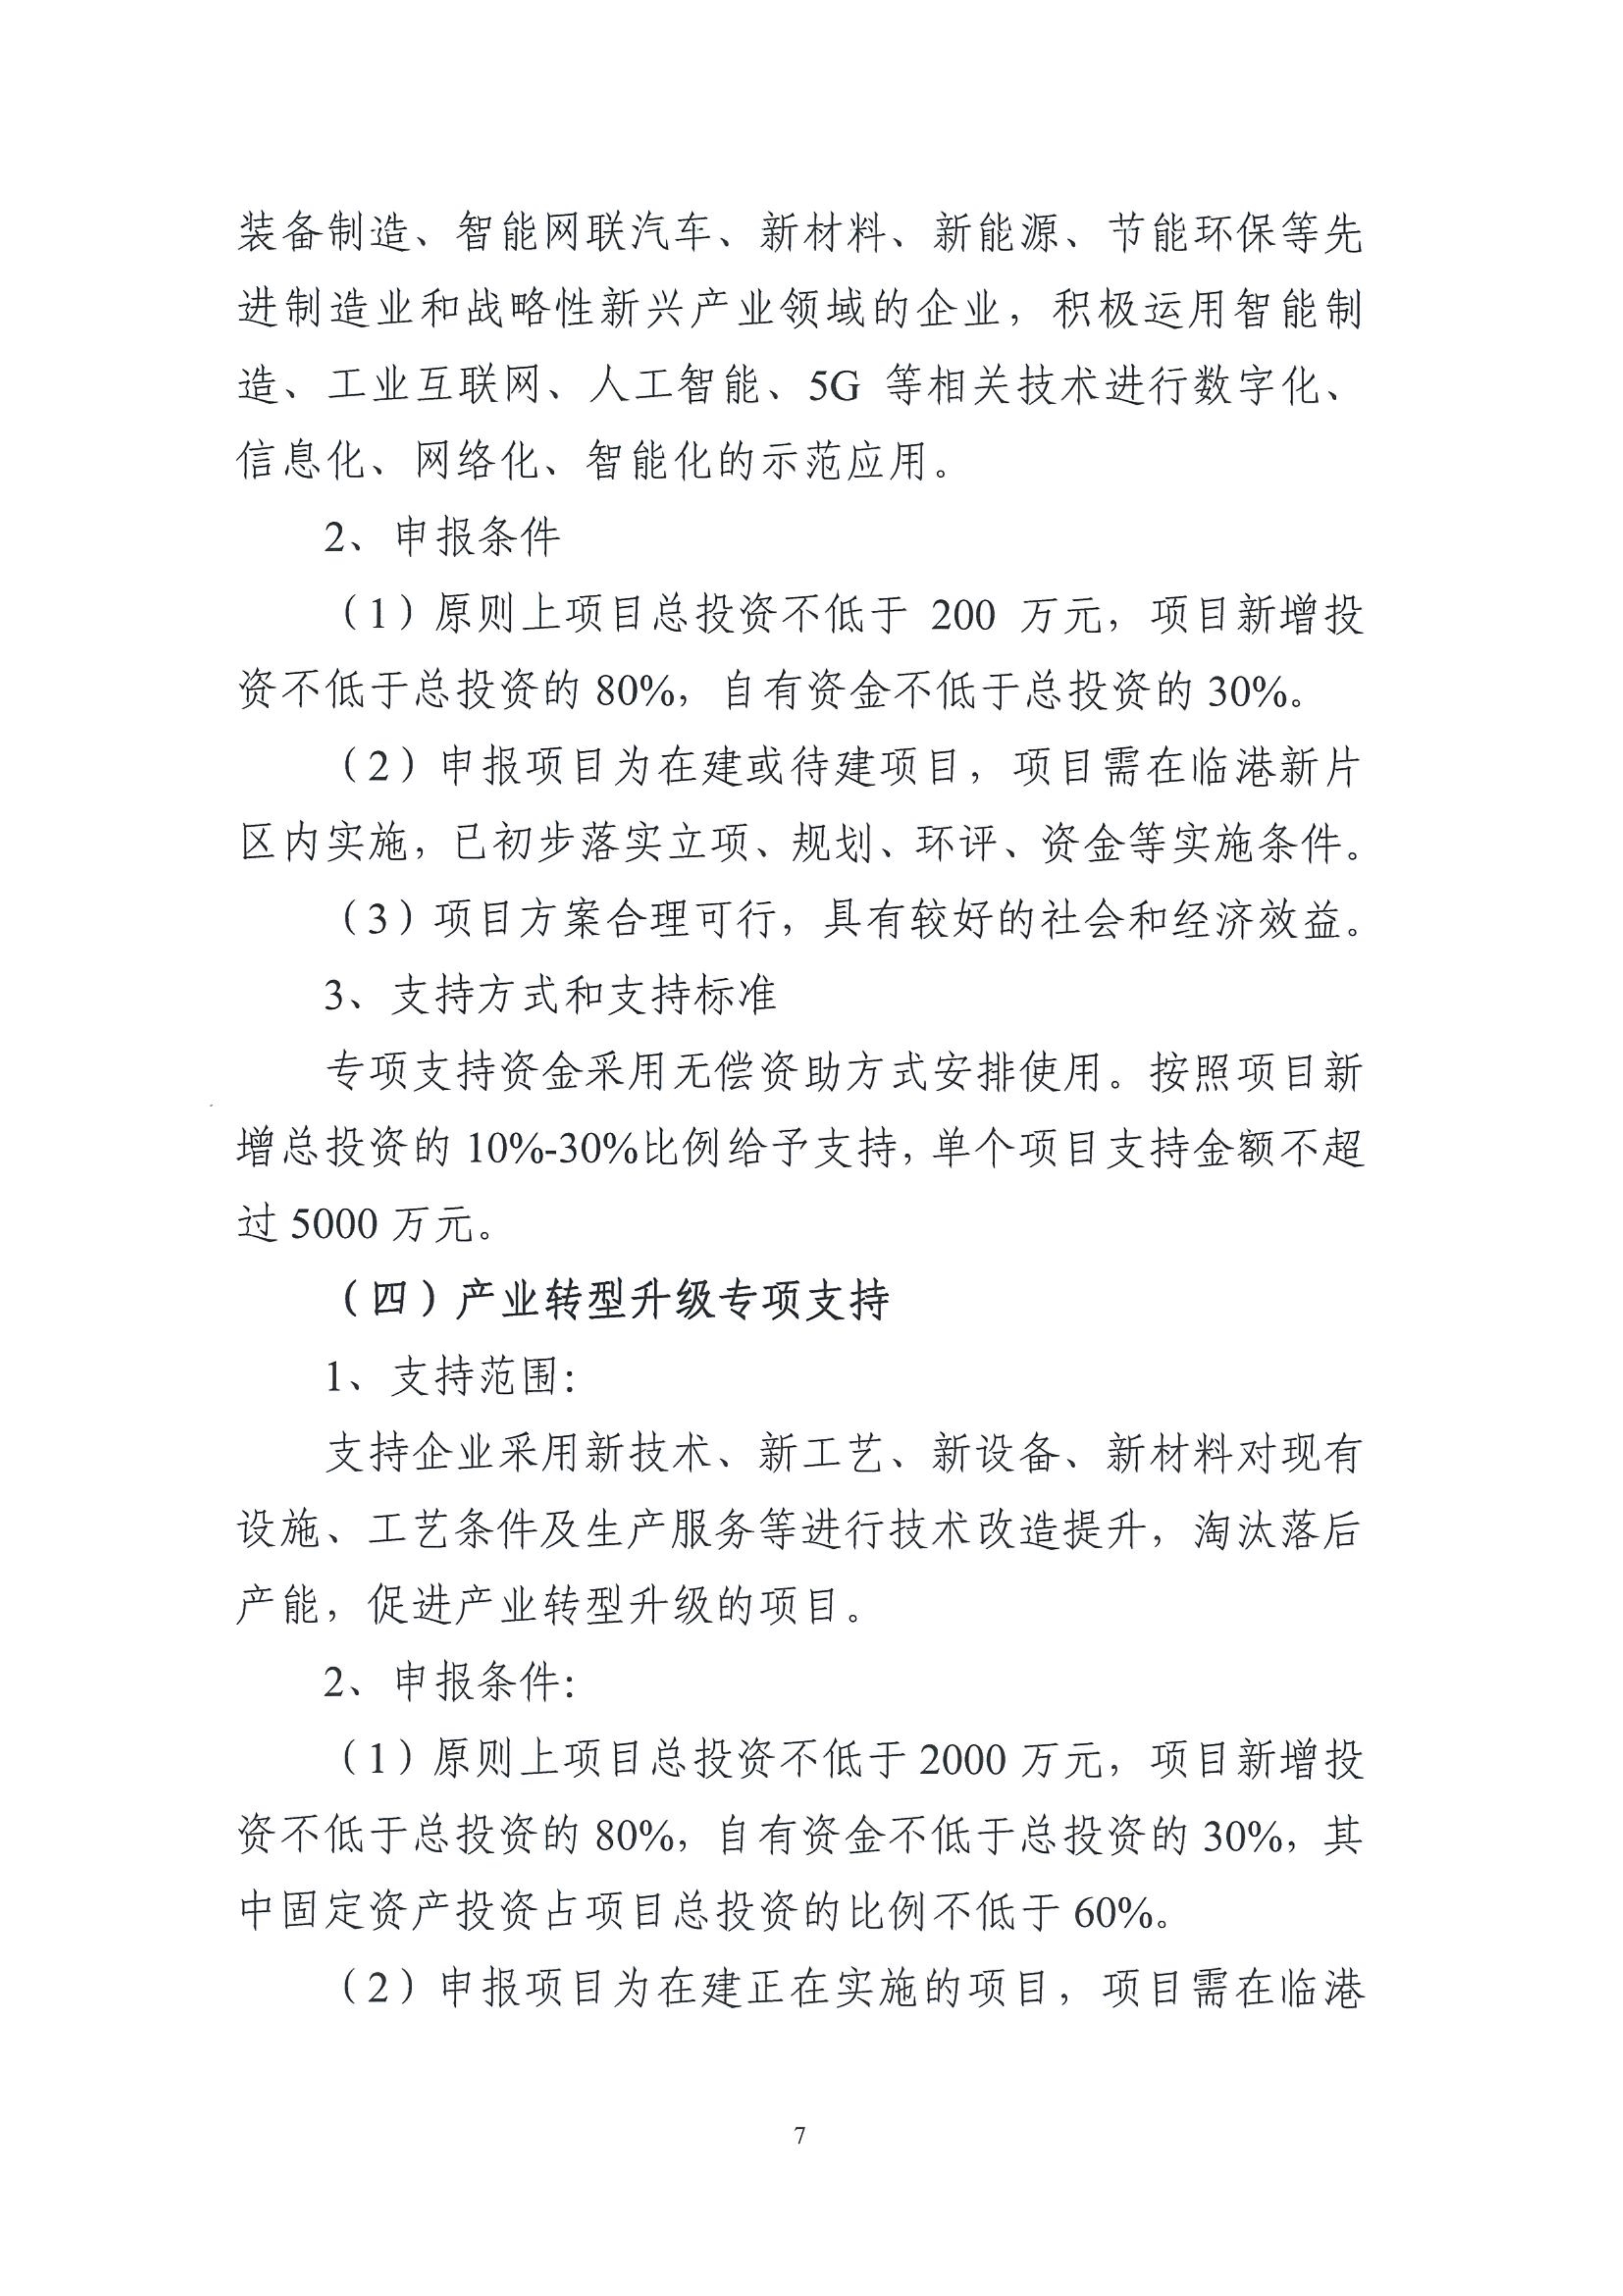 装备制造、智能网联汽车、新材料、新能源、节能环保等先
进制造业和战略性新兴产业领域的企业，积极运用智能制
造、工业互联网、人工智能、5G 等相关技术进行数字化、
信息化、网络化、智能化的示范应用。
2、申报条件
（1）原则上项目总投资不低于 200 万元，项目新增投
资不低于总投资的 80%，自有资金不低于总投资的 30%。
（2）申报项目为在建或待建项目，项目需在临港新片
区内实施，已初步落实立项、规划、环评、资金等实施条件。
（3）项目方案合理可行，具有较好的社会和经济效益。
3、支持方式和支持标准
专项支持资金采用无偿资助方式安排使用。按照项目新
增总投资的 10%-30%比例给予支持，单个项目支持金额不超
过 5000 万元。
（四）产业转型升级专项支持
1、支持范围：
支持企业采用新技术、新工艺、新设备、新材料对现有
设施、工艺条件及生产服务等进行技术改造提升，淘汰落后
产能，促进产业转型升级的项目。
2、申报条件：
（1）原则上项目总投资不低于 2000 万元，项目新增投
资不低于总投资的 80%，自有资金不低于总投资的 30%，其
中固定资产投资占项目总投资的比例不低于 60%。
（2）申报项目为在建正在实施的项目，项目需在临港
7